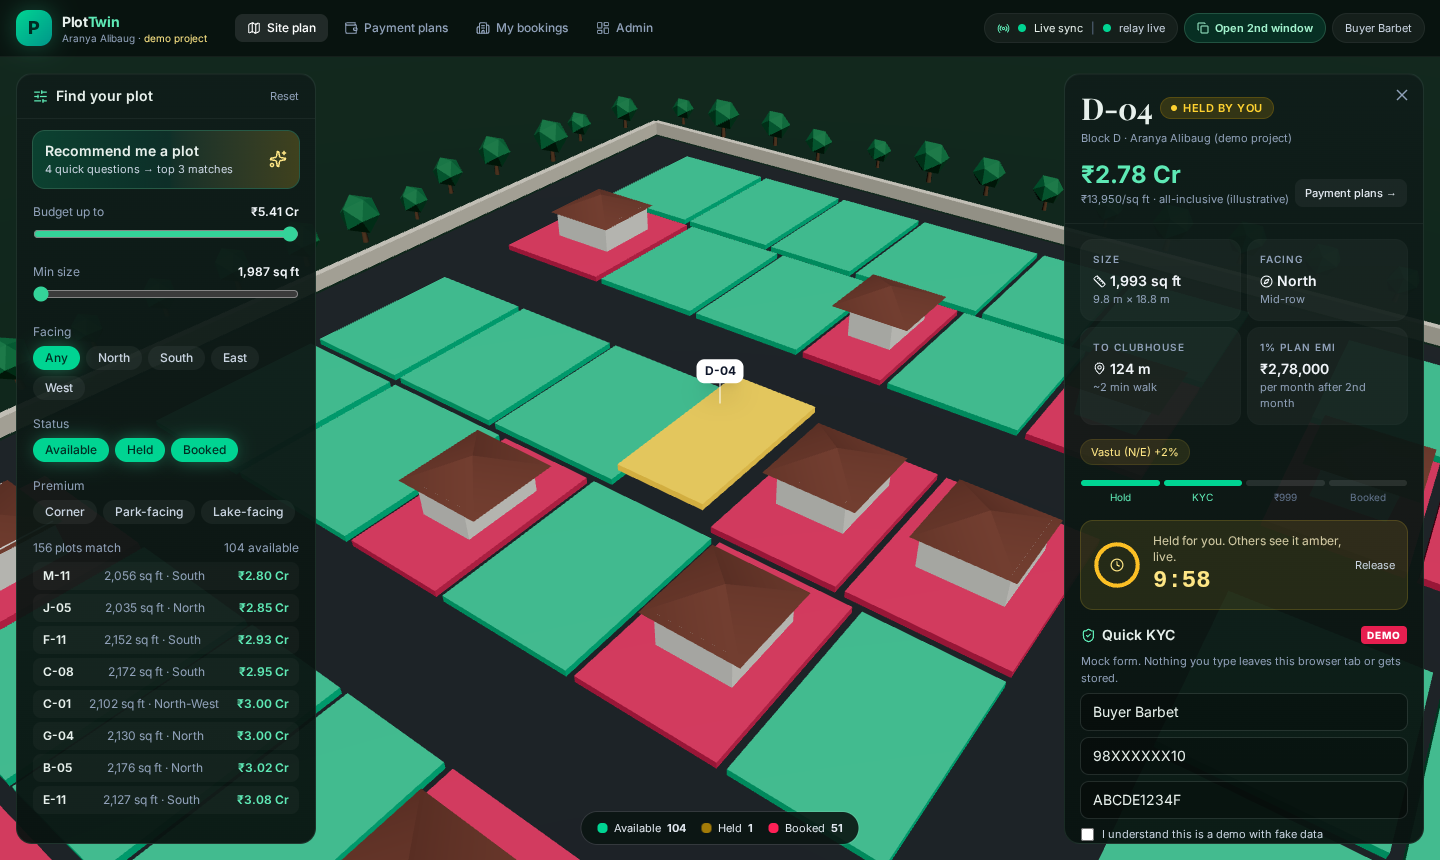 P
PlotTwin
Aranya Alibaug · demo project
Site plan
Payment plans
My bookings
Admin
Live sync | relay live
Open 2nd window
Buyer Barbet
Find your plot
Reset
Recommend me a plot
4 quick questions → top 3 matches
Budget up to ₹5.41 Cr
Min size 1,987 sq ft
Facing
Any North South East
West
Status
Available Held Booked
Premium
Corner Park-facing Lake-facing
156 plots match 104 available
M-11 2,056 sq ft · South ₹2.80 Cr
J-05 2,035 sq ft · North ₹2.85 Cr
F-11 2,152 sq ft · South ₹2.93 Cr
C-08 2,172 sq ft · South ₹2.95 Cr
C-01 2,102 sq ft · North-West ₹3.00 Cr
G-04 2,130 sq ft · North ₹3.00 Cr
B-05 2,176 sq ft · North ₹3.02 Cr
E-11 2,127 sq ft · South ₹3.08 Cr
D-04
Available 104 Held 1 Booked 51
D-04 HELD BY YOU
Block D · Aranya Alibaug (demo project)
₹2.78 Cr
₹13,950/sq ft · all-inclusive (illustrative)
Payment plans →
SIZE
1,993 sq ft
9.8 m × 18.8 m
FACING
North
Mid-row
TO CLUBHOUSE
124 m
~2 min walk
1% PLAN EMI
₹2,78,000
per month after 2nd
month
Vastu (N/E) +2%
Hold KYC ₹999 Booked
Held for you. Others see it amber,
live.
9:58
Release
Quick KYC
DEMO
Mock form. Nothing you type leaves this browser tab or gets
stored.
Buyer Barbet
98XXXXXX10
ABCDE1234F
I understand this is a demo with fake data